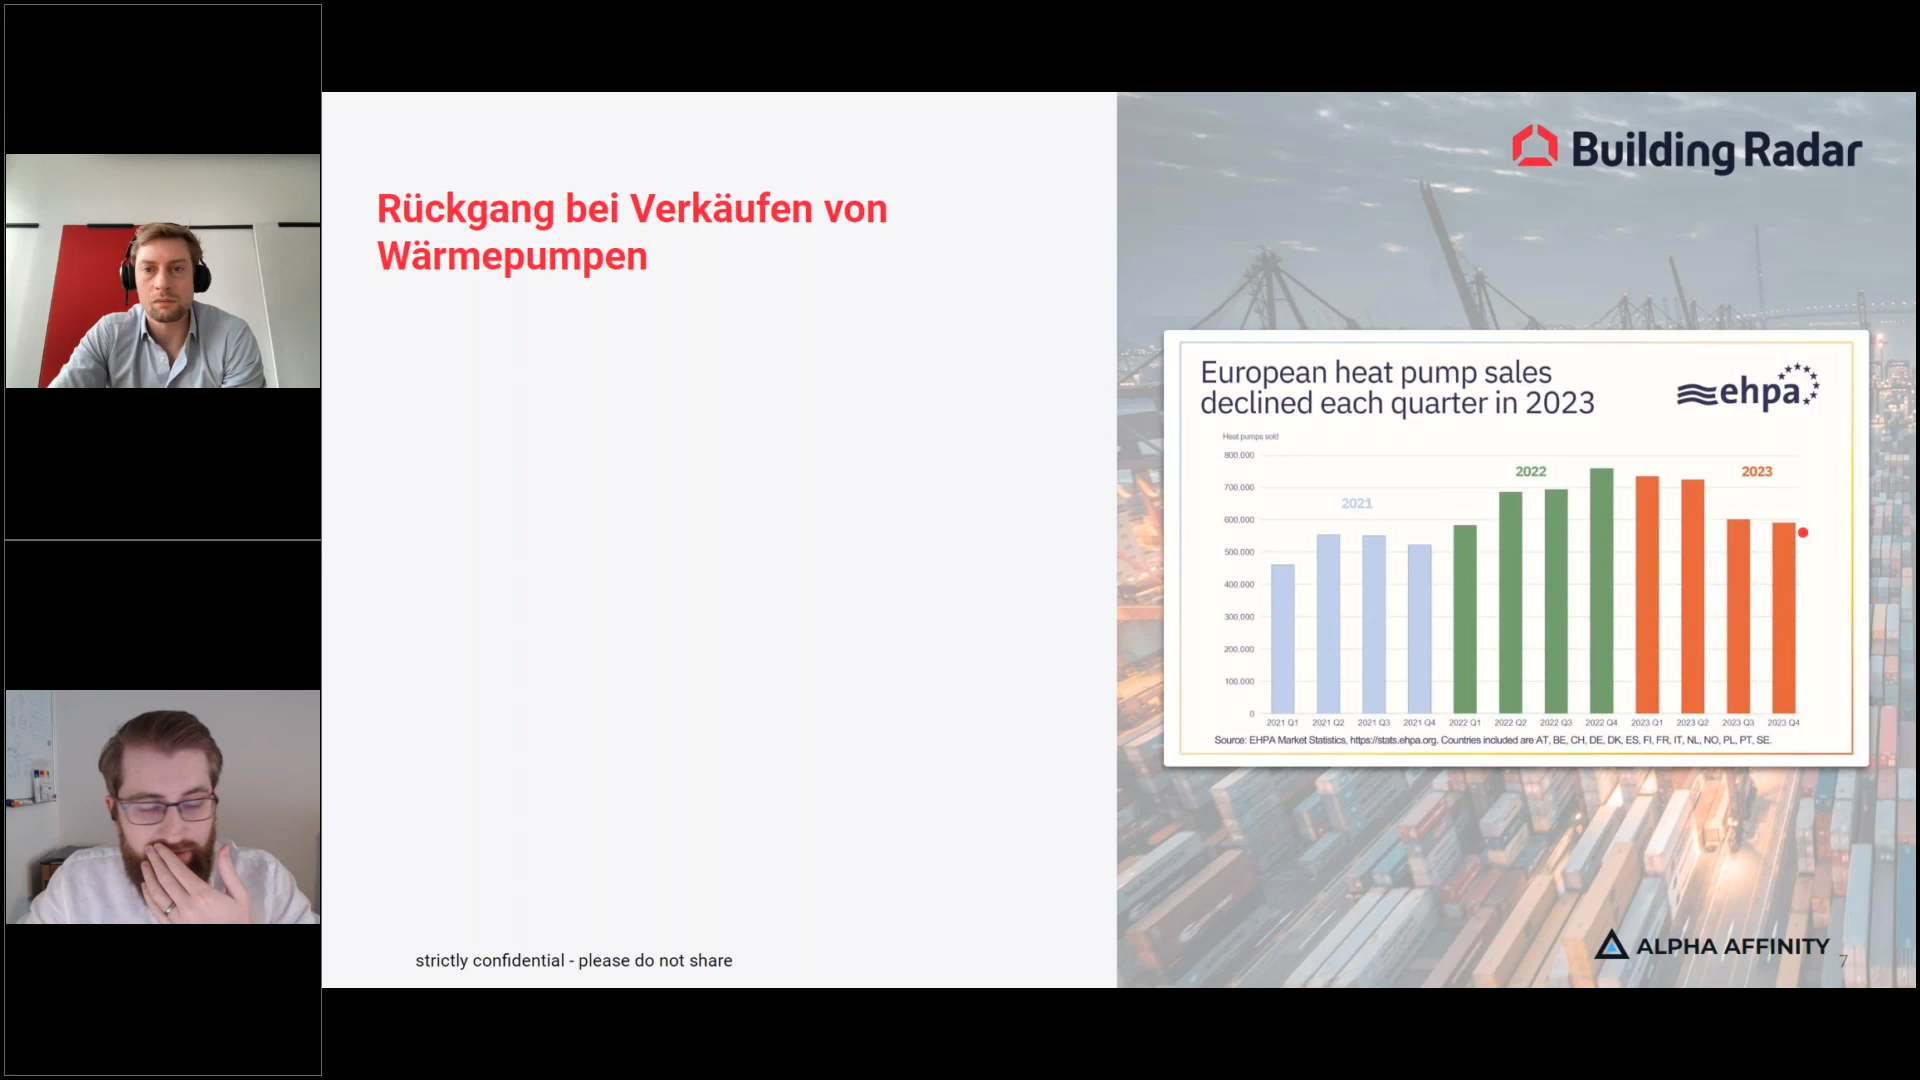 Rückgang bei Verkäufen von
Wärmepumpen
strictly confidential - please do not share
Building Radar
European heat pump sales
declined each quarter in 2023
ehpa
Heat pumps sold
800.000
700.000
600.000
500.000
400.000
300.000
200.000
100.000
0
2021
2022
2023
2021 Q1 2021 Q2 2021 Q3 2021 Q4 2022 Q1 2022 Q2 2022 Q3 2022 Q4 2023 Q1 2023 Q2 2023 Q3 2023 Q4
Source: EHPA Market Statistics, https://stats.ehpa.org. Countries included are AT, BE, CH, DE, DK, ES, FI, FR, IT, NL, NO, PL, PT, SE.
ALPHA AFFINITY
7